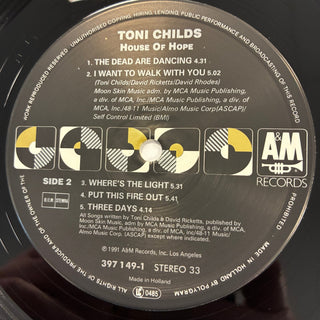 UNAUTHORISED COPYING, HIRING, LENDING, PUBLIC PERFORMANCE AND BROADCASTING OF THIS RECORD PROHIBITED
TONI CHILDS
HOUSE OF HOPE
1. THE DEAD ARE DANCING 4.31
2. I WANT TO WALK WITH YOU 5.02
(Toni Childs/David Ricketts/David Rhodes)
Moon Skin Music adm by MCA Music Publishing,
a div. of MCA, Inc./MCA Music Publishing, a div. of
MCA, Inc/48-11 Music/Almo Music Corp(ASCAP)/
Self Control Limited (BMI)
A&M
RECORDS
SIDE 2
STEMRA
3. WHERE'S THE LIGHT 5.31
4. PUT THIS FIRE OUT 5.41
5. THREE DAYS 4.14
All Songs written by Toni Childs & David Ricketts, published by
Moon Skin Music, adm by MCA Music Publishing, a div. of
MCA, Inc/MCA Music Publishing, a div of MCA, Inc/48-11 Music/
Almo Music Corp (ASCAP) except where indicated.
℗ © 1991 A&M Records, Inc. Los Angeles
397 149-1 STEREO 33
Made in Holland
0485
ALL RIGHTS OF THE
WORK REPRODUCED RESERVED
MADE IN HOLLAND BY POLYGRAM